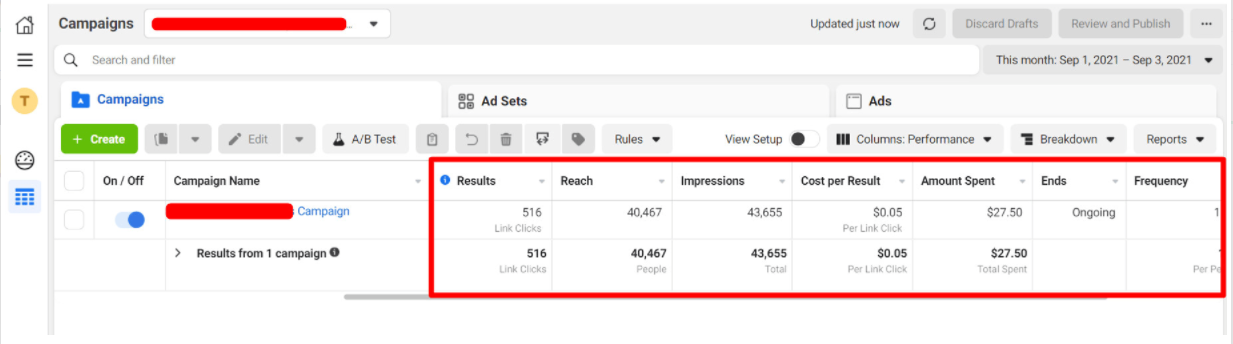 Campaigns
...
Updated just now
Discard Drafts
Review and Publish
...
Search and filter
This month: Sep 1, 2021 – Sep 3, 2021
T
Campaigns
Ad Sets
Ads
+ Create
Edit
A/B Test
Rules
View Setup
Columns: Performance
Breakdown
Reports
On / Off
Campaign Name
Results
Reach
Impressions
Cost per Result
Amount Spent
Ends
Frequency
Campaign
516
Link Clicks
40,467
43,655
$0.05
Per Link Click
$27.50
Ongoing
1
Results from 1 campaign
516
Link Clicks
40,467
People
43,655
Total
$0.05
Per Link Click
$27.50
Total Spent
Per Pe